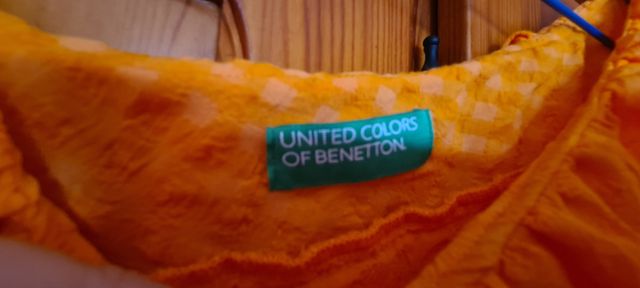 UNITED COLORS
OF BENETTON.